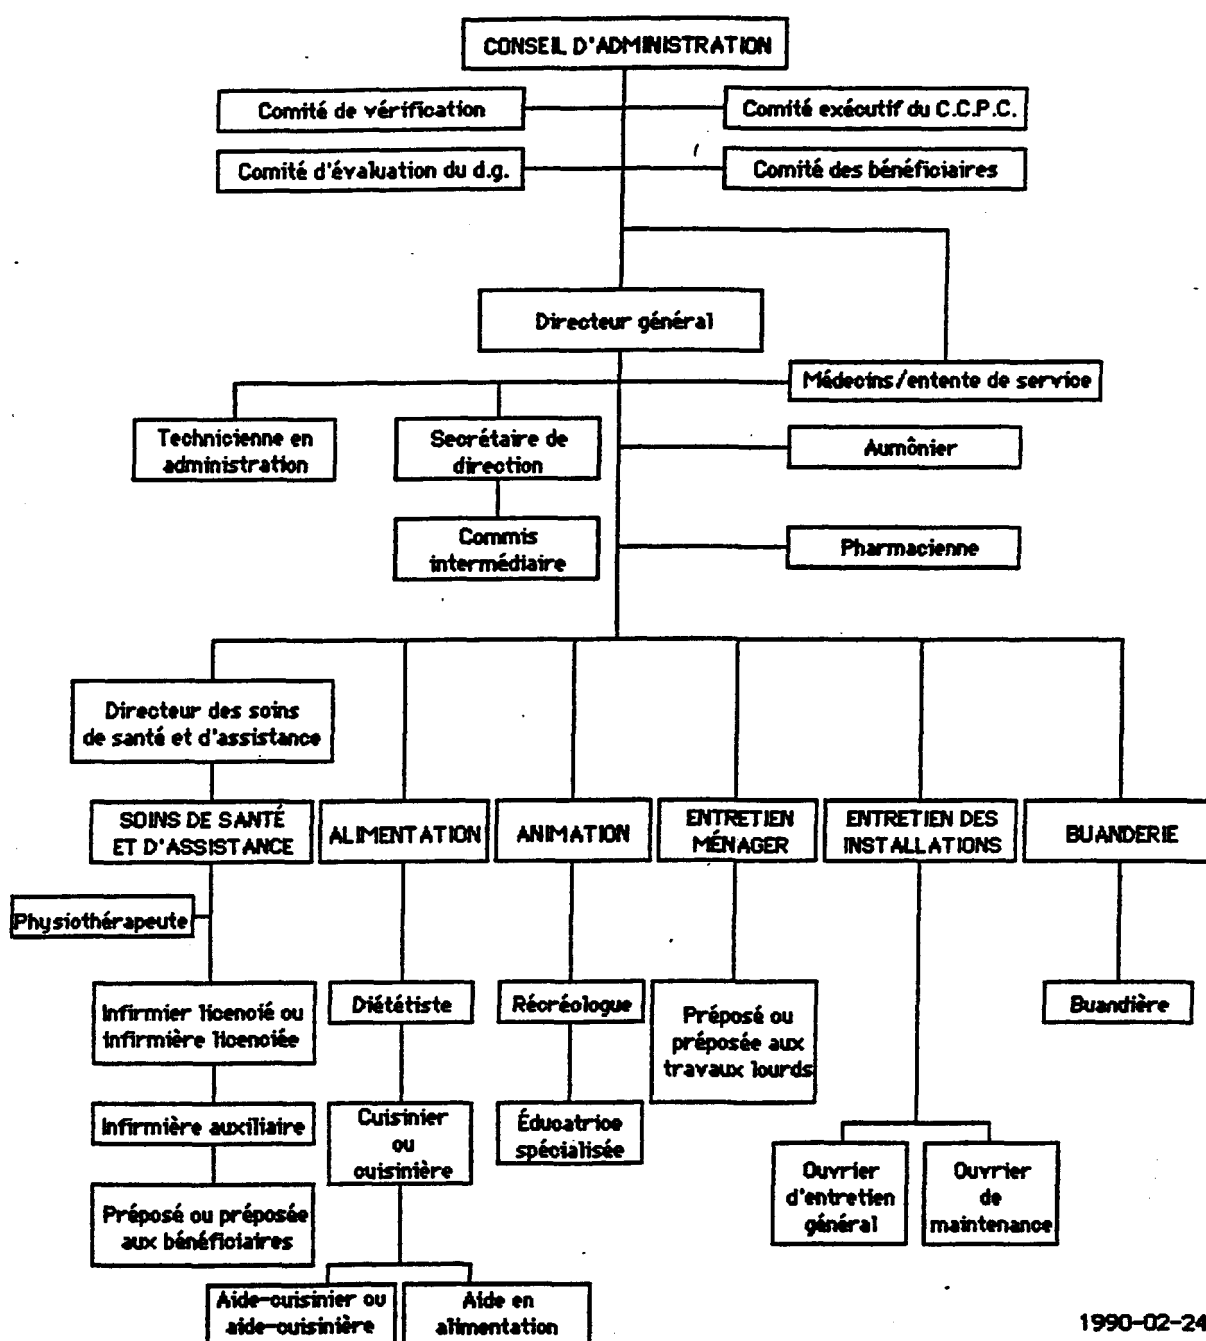 CONSEIL D'ADMINISTRATION
Comité de vérification
Comité exécutif du C.C.P.C.
Comité d'évaluation du d.g.
Comité des bénéficiaires
Directeur général
Médecins/entente de service
Technicienne en
administration
Secrétaire de
direction
Aumônier
Commis
intermédiaire
Pharmacienne
Directeur des soins
de santé et d'assistance
SOINS DE SANTÉ
ET D'ASSISTANCE
ALIMENTATION
ANIMATION
ENTRETIEN
MÉNAGER
ENTRETIEN DES
INSTALLATIONS
BUANDERIE
Physiothérapeute
Infirmier licencié ou
infirmière licenciée
Diététiste
Récréologue
Préposé ou
préposée aux
travaux lourds
Buandière
Infirmière auxiliaire
Cuisinier
ou
cuisinière
Éducatrice
spécialisée
Ouvrier
d'entretien
général
Ouvrier
de
maintenance
Préposé ou préposée
aux bénéficiaires
Aide-cuisinier ou
aide-cuisinière
Aide en
alimentation
1990-02-24